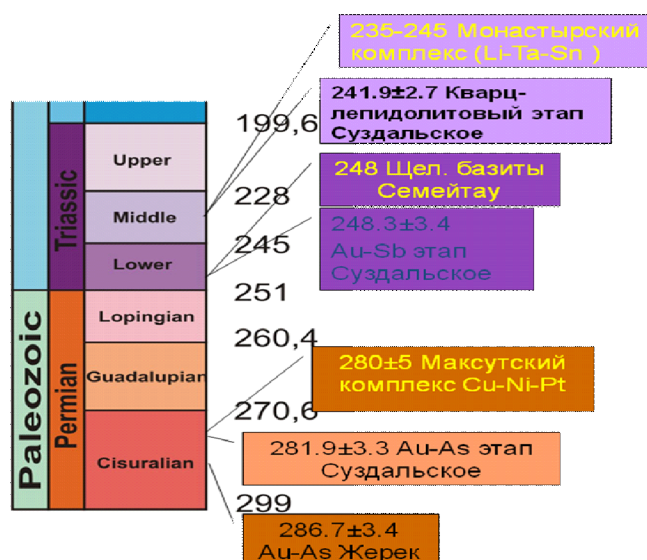 235-245 Монастырский
комплекс (Li-Ta-Sn )
241.9±2.7 Кварц-
лепидолитовый этап
Суздальское
199,6
Upper
248 Щел. базиты
Семейтау
228
Middle
Triassic
248.3±3.4
Au-Sb этап
Суздальское
245
Lower
251
Lopingian
260,4
Paleozoic
Permian
Guadalupian
280±5 Максутский
комплекс Cu-Ni-Pt
270,6
281.9±3.3 Au-As этап
Суздальское
Cisuralian
299
286.7±3.4
Au-As Жерек